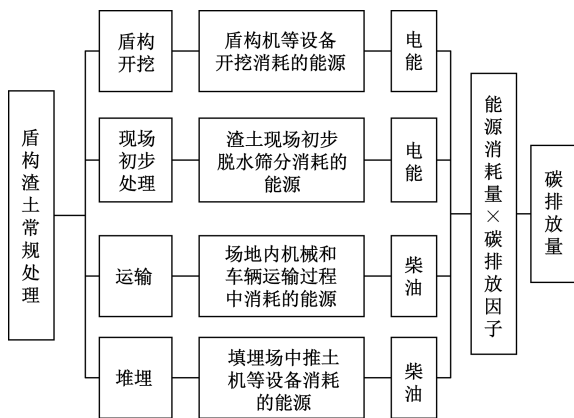 盾构渣土常规处理
盾构
开挖
盾构机等设备
开挖消耗的能源
电能
现场
初步
处理
渣土现场初步
脱水筛分消耗的
能源
电能
运输
场地内机械和
车辆运输过程
中消耗的能源
柴油
堆埋
填埋场中推土
机等设备消耗
的能源
柴油
能源消耗量×碳排放因子
碳排放量